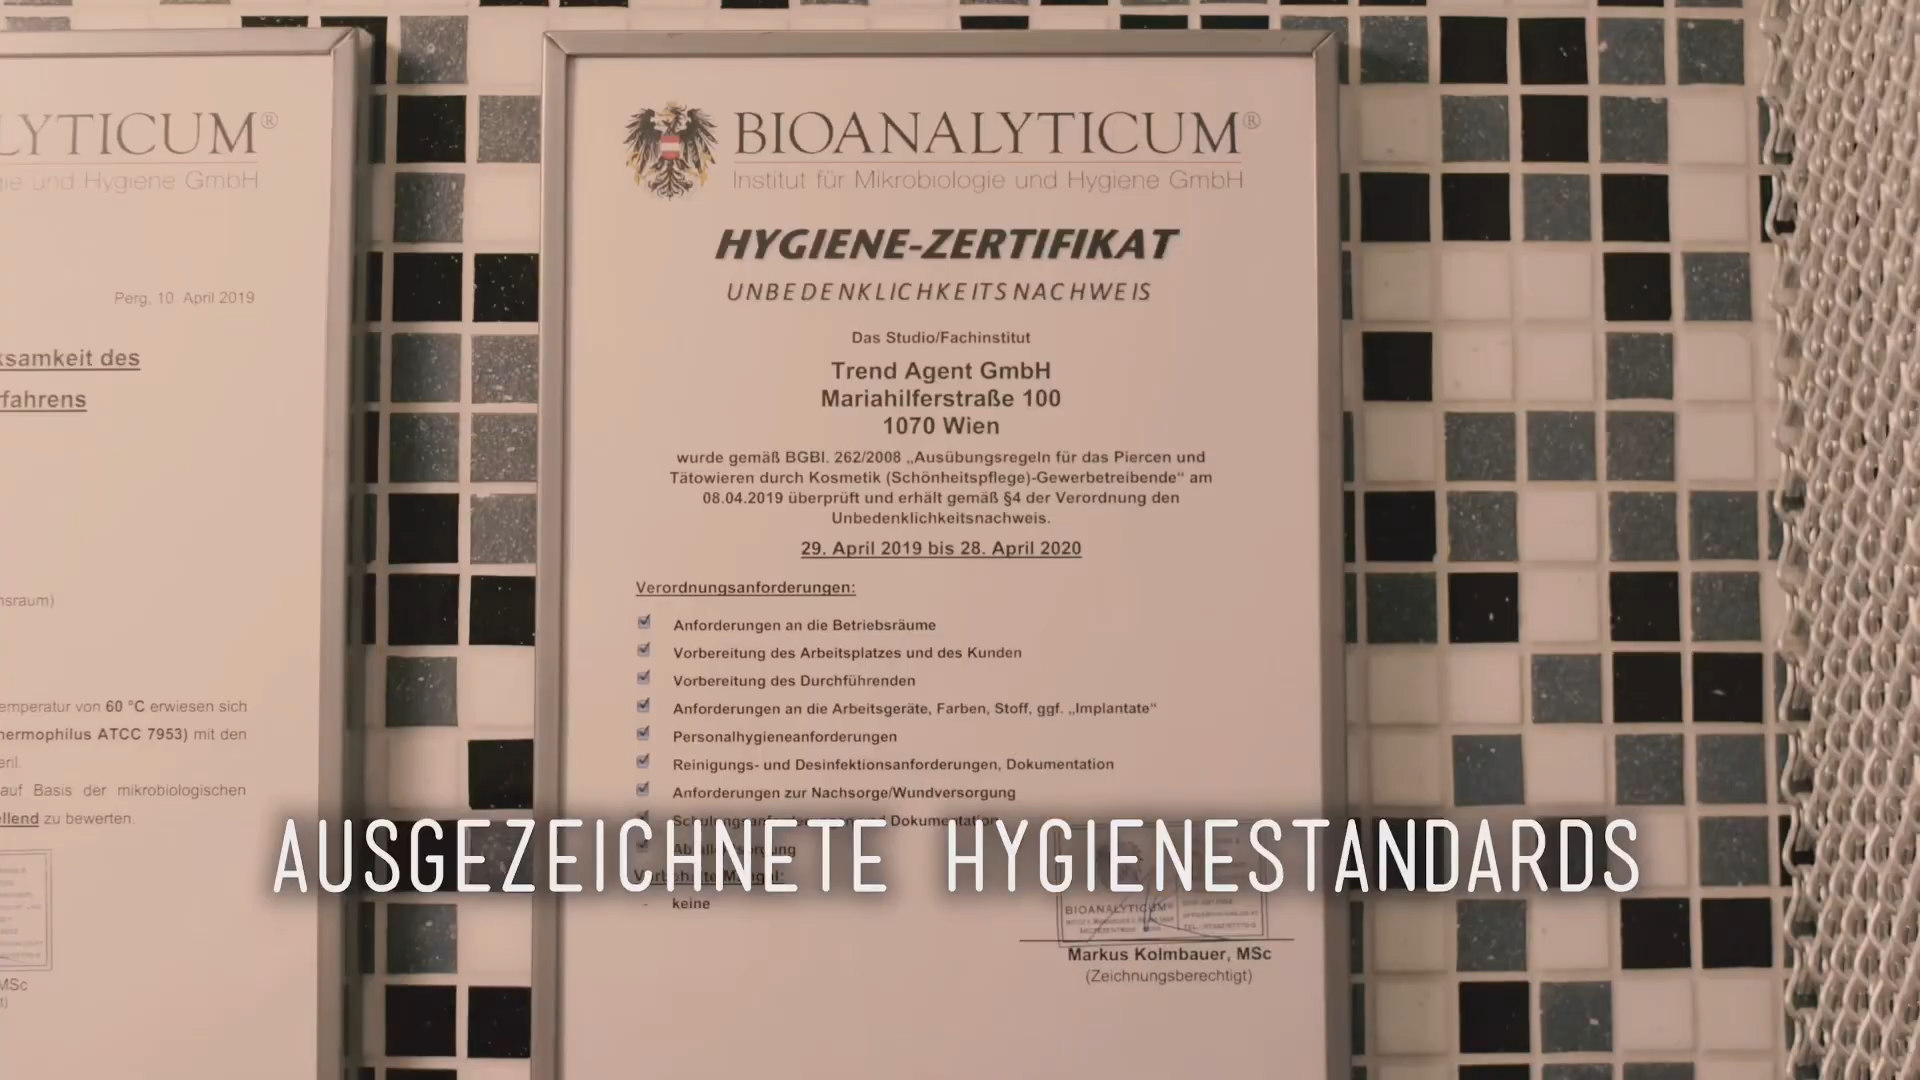 LYTICUM®
gie und Hygiene GmbH
Perg, 10. April 2019
ksamkeit des
fahrens
nsraum)
emperatur von 60 °C erwiesen sich
hermophilus ATCC 7953) mit den
eril.
auf Basis der mikrobiologischen
llend zu bewerten.
MSc
BIOANALYTICUM®
Institut für Mikrobiologie und Hygiene GmbH
HYGIENE-ZERTIFIKAT
UNBEDENKLICHKEITSNACHWEIS
Das Studio/Fachinstitut
Trend Agent GmbH
Mariahilferstraße 100
1070 Wien
wurde gemäß BGBl. 262/2008 „Ausübungsregeln für das Piercen und
Tätowieren durch Kosmetik (Schönheitspflege)-Gewerbetreibende“ am
08.04.2019 überprüft und erhält gemäß §4 der Verordnung den
Unbedenklichkeitsnachweis.
29. April 2019 bis 28. April 2020
Verordnungsanforderungen:
Anforderungen an die Betriebsräume
Vorbereitung des Arbeitsplatzes und des Kunden
Vorbereitung des Durchführenden
Anforderungen an die Arbeitsgeräte, Farben, Stoff, ggf. „Implantate“
Personalhygieneanforderungen
Reinigungs- und Desinfektionsanforderungen, Dokumentation
Anforderungen zur Nachsorge/Wundversorgung
Schulungsanforderungen und Dokumentation
Abfallentsorgung
AUSGEZEICHNETE HYGIENESTANDARDS
- keine
BIOANALYTICUM®
Markus Kolmbauer, MSc
(Zeichnungsberechtigt)